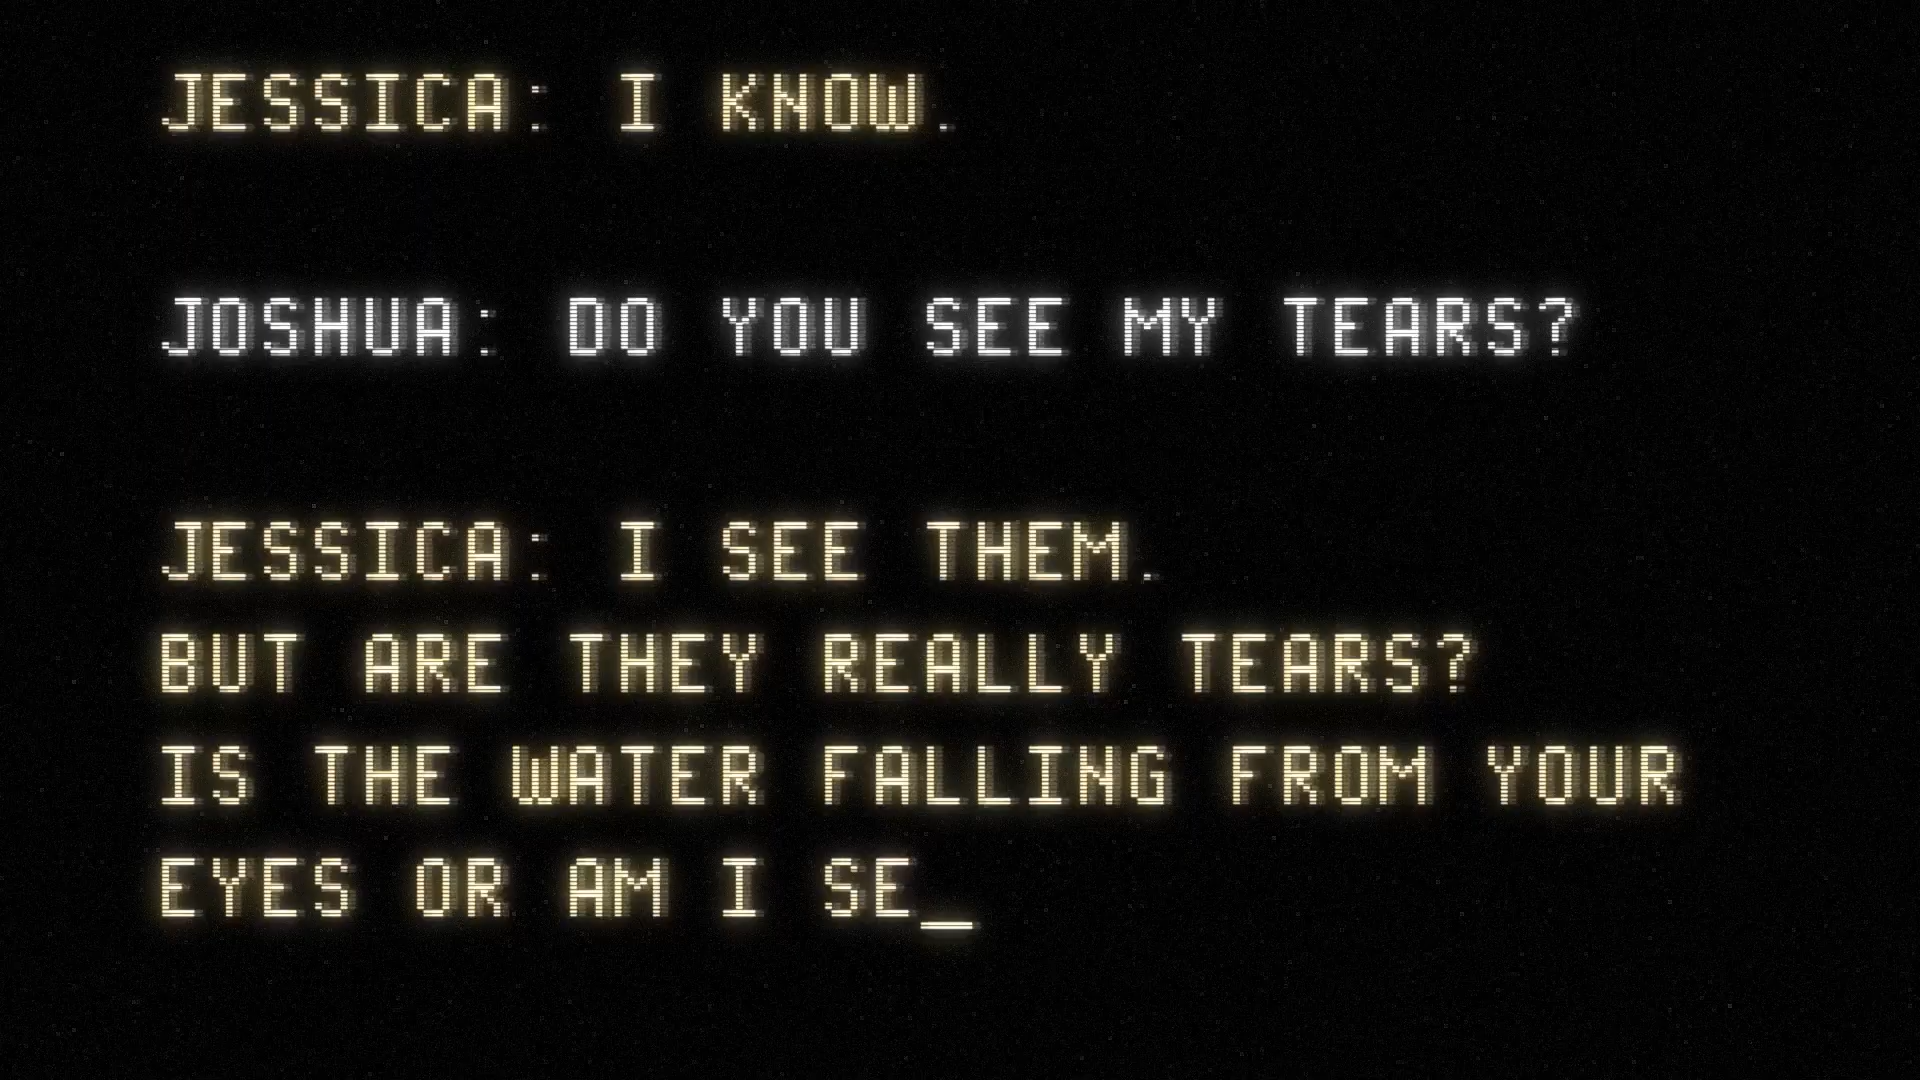 JESSICA: I KNOW.
JOSHUA: DO YOU SEE MY TEARS?
JESSICA: I SEE THEM.
BUT ARE THEY REALLY TEARS?
IS THE WATER FALLING FROM YOUR
EYES OR AM I SE_